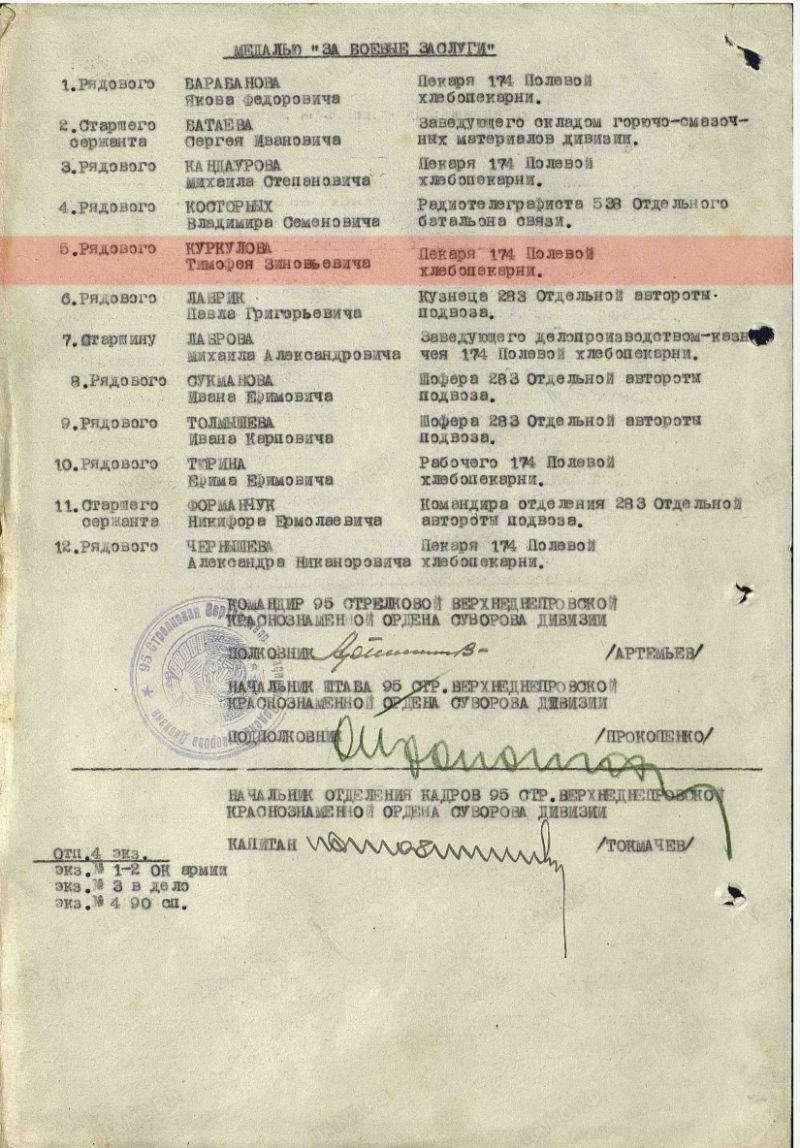 МЕДАЛЬЮ "ЗА БОЕВЫЕ ЗАСЛУГИ"
1.Рядового БАРАБАНОВА Пекаря 174 Полевой
Якова Федоровича хлебопекарни.
2.Старшего БАТАЕВА Заведующего складом горючо-смазоч-
сержанта Сергея Ивановича ных материалов дивизии.
3.Рядового КАНДАУРОВА Пекаря 174 Полевой
Михаила Степановича хлебопекарни.
4.Рядового КОСТОРНЫХ Радиотелеграфиста 538 Отдельного
Владимира Семеновича батальона связи.
5.Рядового КУРКУЛОВА Пекаря 174 Полевой
Тимофея Зиновьевича хлебопекарни.
6.Рядового ЛАВРИК Кузнеца 283 Отдельной автороты
Павла Григорьевича подвоза.
7.Старшину ЛАВРОВА Заведующего делопроизводством-казн
Михаила Александровича чея 174 Полевой хлебопекарни.
8.Рядового СУКМАНОВА Шофера 283 Отдельной автороты
Ивана Ефимовича подвоза.
9.Рядового ТОЛМЫШЕВА Шофера 283 Отдельной автороты
Ивана Карповича подвоза.
10.Рядового ТЮРИНА Рабочего 174 Полевой
Ефима Ефимовича хлебопекарни.
11.Старшего ФОРМАНЧУК Командира отделения 283 Отдельной
сержанта Никифора Ермолаевича автороты подвоза.
12.Рядового ЧЕРНЫШЕВА Пекаря 174 Полевой
Александра Никаноровича хлебопекарни.
КОМАНДИР 95 СТРЕЛКОВОЙ ВЕРХНЕДНЕПРОВСКОЙ
КРАСНОЗНАМЕННОЙ ОРДЕНА СУВОРОВА ДИВИЗИИ
ПОЛКОВНИК /АРТЕМЬЕВ/
НАЧАЛЬНИК ШТАБА 95 СТР.ВЕРХНЕДНЕПРОВСКОЙ
КРАСНОЗНАМЕННОЙ ОРДЕНА СУВОРОВА ДИВИЗИИ
ПОДПОЛКОВНИК /ПРОКОПЕНКО/
НАЧАЛЬНИК ОТДЕЛЕНИЯ КАДРОВ 95 СТР.ВЕРХНЕДНЕПРОВСКОЙ
КРАСНОЗНАМЕННОЙ ОРДЕНА СУВОРОВА ДИВИЗИИ
КАПИТАН /ТОКМАЧЕВ/
Отп.4 экз.
экз.№ 1-2 ОК армии
экз.№ 3 в дело
экз.№ 4 90 сп.